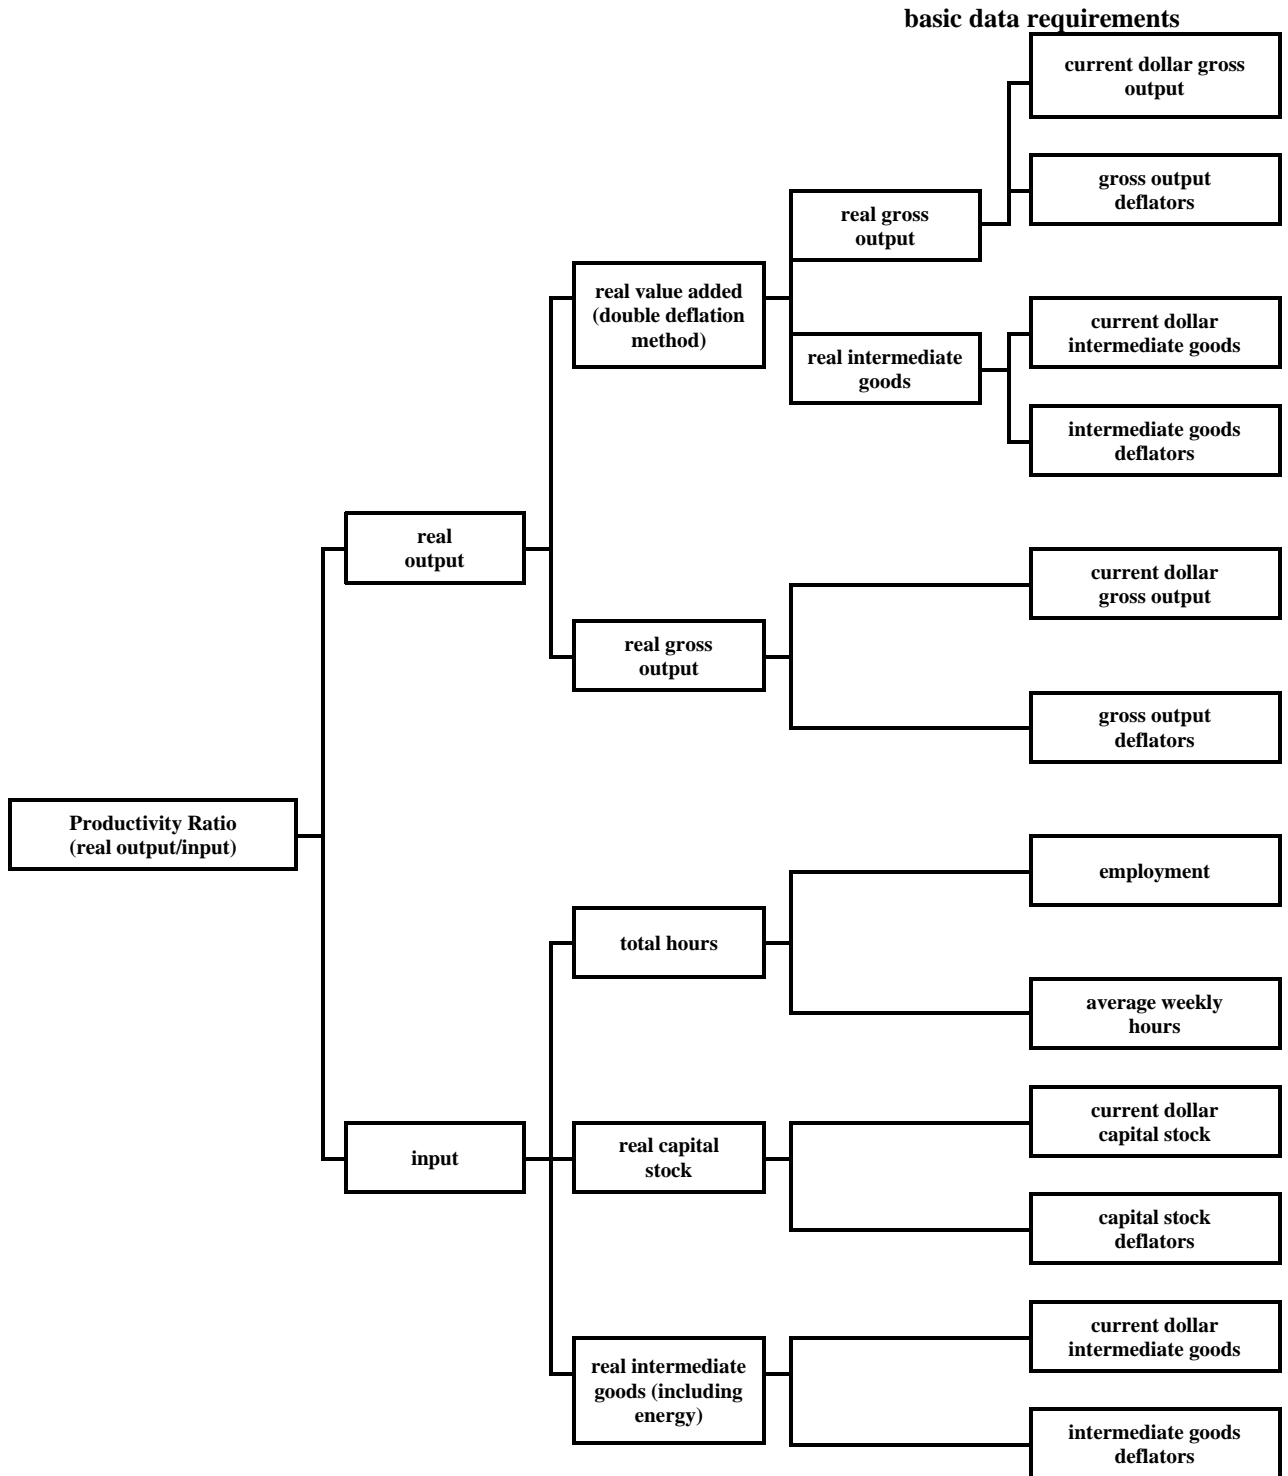 basic data requirements
current dollar gross
output
gross output
deflators
real gross
output
real value added
(double deflation
method)
current dollar
intermediate goods
real intermediate
goods
intermediate goods
deflators
real
output
current dollar
gross output
real gross
output
gross output
deflators
Productivity Ratio
(real output/input)
employment
total hours
average weekly
hours
current dollar
capital stock
input
real capital
stock
capital stock
deflators
current dollar
intermediate goods
real intermediate
goods (including
energy)
intermediate goods
deflators